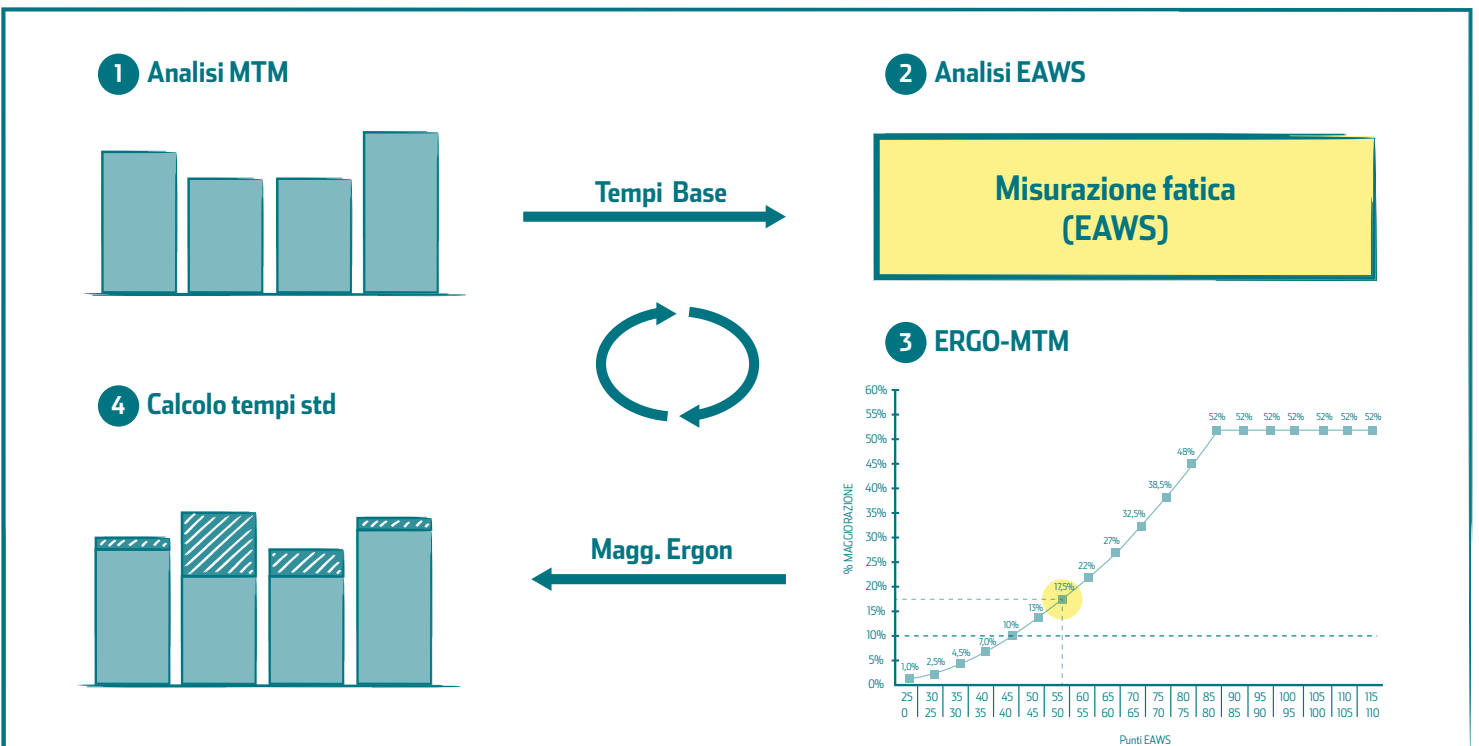 1 Analisi MTM
2 Analisi EAWS
Tempi Base
Misurazione fatica
(EAWS)
3 ERGO-MTM
4 Calcolo tempi std
Magg. Ergon
% MAGGIORAZIONE
60%
55%
50%
45%
40%
35%
30%
25%
20%
15%
10%
5%
0%
1,0%
2,5%
4,5%
7,0%
10%
13%
17,5%
22%
27%
32,5%
38,5%
48%
52%
52%
52%
52%
52%
52%
52%
25 30 35 40 45 50 55 60 65 70 75 80 85 90 95 100 105 110 115
0 25 30 35 40 45 50 55 60 65 70 75 80 85 90 95 100 105 110
Punti EAWS